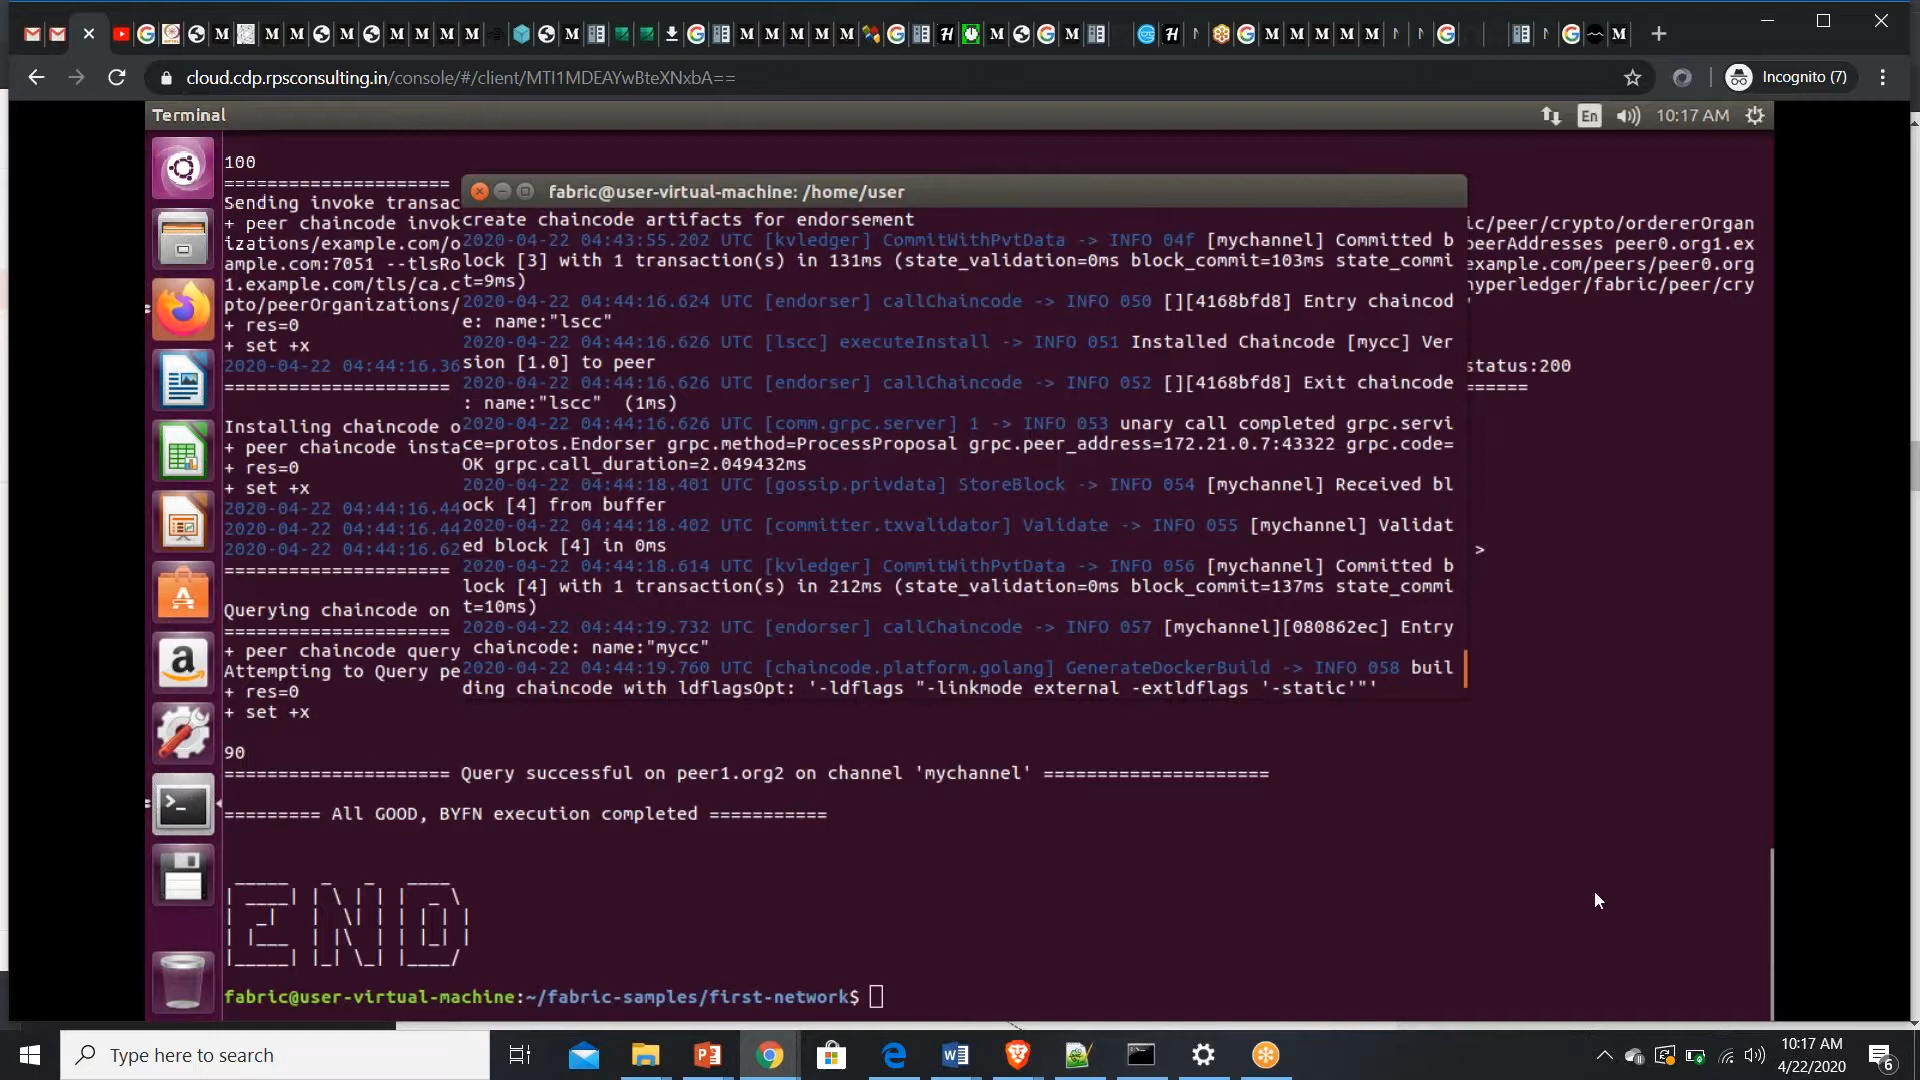 cloud.cdp.rpsconsulting.in/console/#/client/MTI1MDEAYwBteXNxbA==
Incognito (7)
Terminal
En
10:17 AM
100
=====================
Sending invoke transac
+ peer chaincode invok
izations/example.com/o
ample.com:7051 --tlsRo
1.example.com/tls/ca.c
pto/peerOrganizations/
+ res=0
+ set +x
2020-04-22 04:44:16.36
=====================
Installing chaincode o
+ peer chaincode insta
+ res=0
+ set +x
2020-04-22 04:44:16.44
2020-04-22 04:44:16.44
2020-04-22 04:44:16.62
=====================
Querying chaincode on
=====================
+ peer chaincode query
Attempting to Query pe
+ res=0
+ set +x
fabric@user-virtual-machine: /home/user
create chaincode artifacts for endorsement
2020-04-22 04:43:55.202 UTC [kvledger] CommitWithPvtData -> INFO 04f [mychannel] Committed b
lock [3] with 1 transaction(s) in 131ms (state_validation=0ms block_commit=103ms state_commi
t=9ms)
2020-04-22 04:44:16.624 UTC [endorser] callChaincode -> INFO 050 [][4168bfd8] Entry chaincod
e: name:"lscc"
2020-04-22 04:44:16.626 UTC [lscc] executeInstall -> INFO 051 Installed Chaincode [mycc] Ver
sion [1.0] to peer
2020-04-22 04:44:16.626 UTC [endorser] callChaincode -> INFO 052 [][4168bfd8] Exit chaincode
: name:"lscc"  (1ms)
2020-04-22 04:44:16.626 UTC [comm.grpc.server] 1 -> INFO 053 unary call completed grpc.servi
ce=protos.Endorser grpc.method=ProcessProposal grpc.peer_address=172.21.0.7:43322 grpc.code=
OK grpc.call_duration=2.049432ms
2020-04-22 04:44:18.401 UTC [gossip.privdata] StoreBlock -> INFO 054 [mychannel] Received bl
ock [4] from buffer
2020-04-22 04:44:18.402 UTC [committer.txvalidator] Validate -> INFO 055 [mychannel] Validat
ed block [4] in 0ms
2020-04-22 04:44:18.614 UTC [kvledger] CommitWithPvtData -> INFO 056 [mychannel] Committed b
lock [4] with 1 transaction(s) in 212ms (state_validation=0ms block_commit=137ms state_commi
t=10ms)
2020-04-22 04:44:19.732 UTC [endorser] callChaincode -> INFO 057 [mychannel][080862ec] Entry
chaincode: name:"mycc"
2020-04-22 04:44:19.760 UTC [chaincode.platform.golang] GenerateDockerBuild -> INFO 058 buil
ding chaincode with ldflagsOpt: '-ldflags "-linkmode external -extldflags '-static'"'
ic/peer/crypto/ordererOrgan
peerAddresses peer0.org1.ex
example.com/peers/peer0.org
hyperledger/fabric/peer/cry
'
status:200
======
>
90
===================== Query successful on peer1.org2 on channel 'mychannel' =====================
========= All GOOD, BYFN execution completed ===========
END
fabric@user-virtual-machine:~/fabric-samples/first-network$
Type here to search
10:17 AM
4/22/2020
6